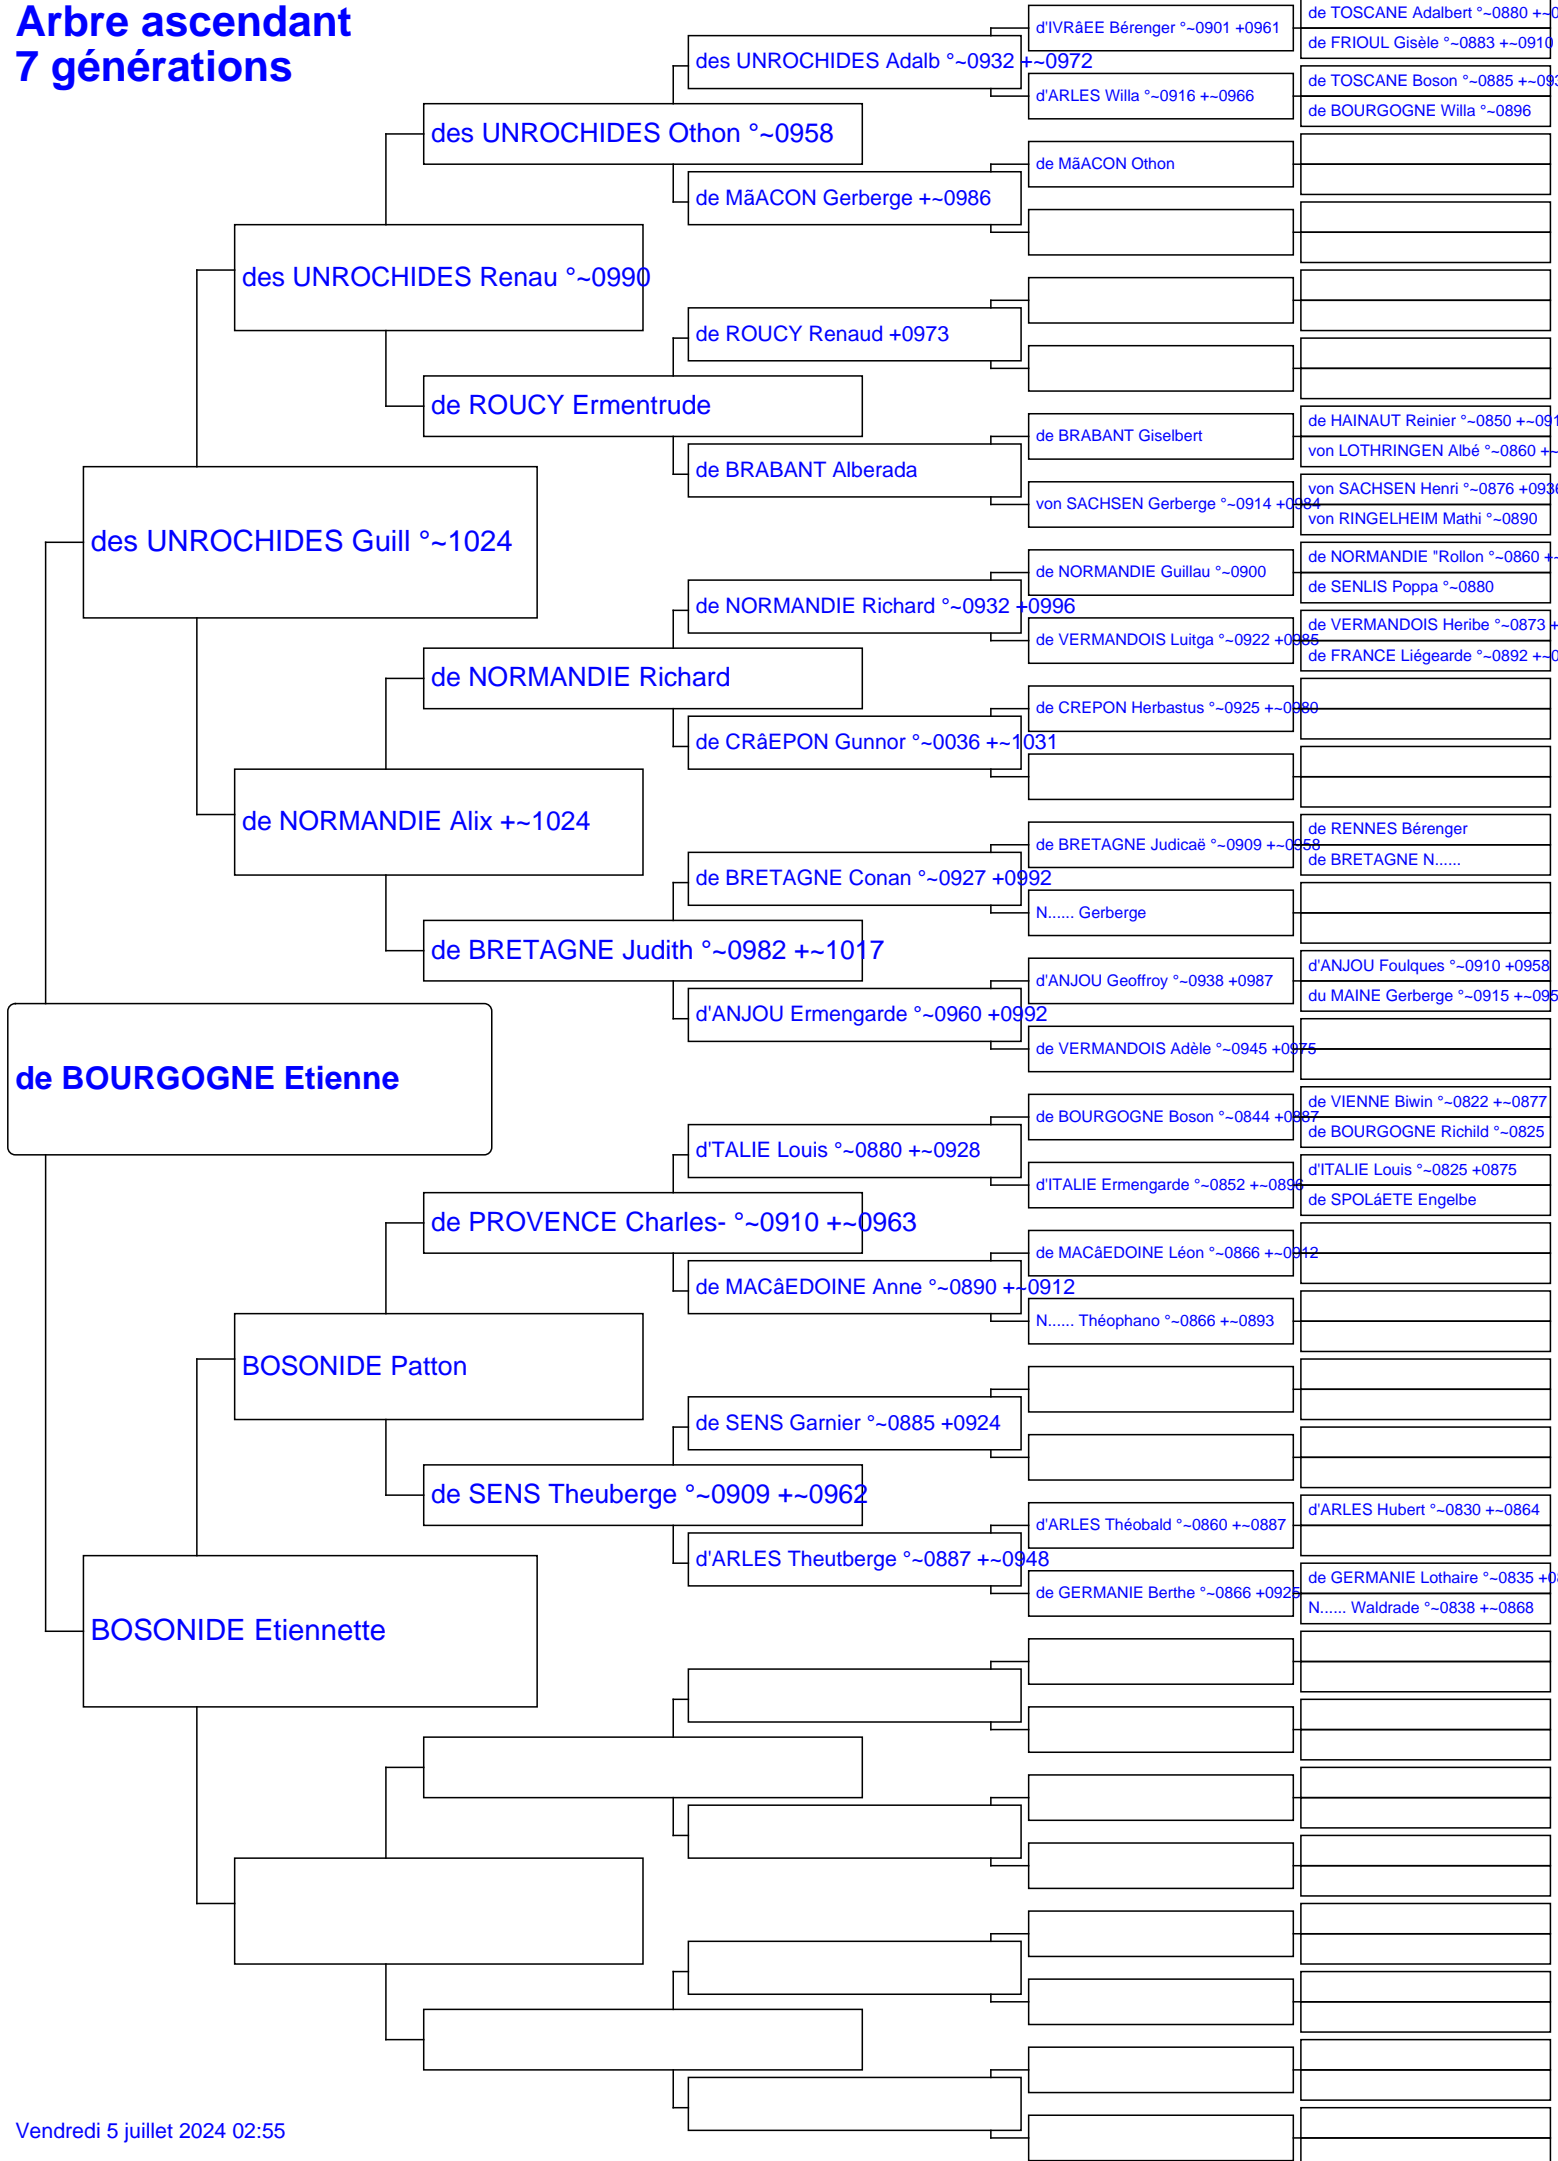 Arbre ascendant
7 générations
de BOURGOGNE Etienne
des UNROCHIDES Guill °~1024
BOSONIDE Etiennette
des UNROCHIDES Renau °~0990
de NORMANDIE Alix +~1024
BOSONIDE Patton
des UNROCHIDES Othon °~0958
de ROUCY Ermentrude
de NORMANDIE Richard
de BRETAGNE Judith °~0982 +~1017
de PROVENCE Charles- °~0910 +~0963
de SENS Theuberge °~0909 +~0962
des UNROCHIDES Adalb °~0932 +~0972
de MãACON Gerberge +~0986
de ROUCY Renaud +0973
de BRABANT Alberada
de NORMANDIE Richard °~0932 +0996
de CRâEPON Gunnor °~0036 +~1031
de BRETAGNE Conan °~0927 +0992
d'ANJOU Ermengarde °~0960 +0992
d'TALIE Louis °~0880 +~0928
de MACâEDOINE Anne °~0890 +~0912
de SENS Garnier °~0885 +0924
d'ARLES Theutberge °~0887 +~0948
d'IVRâEE Bérenger °~0901 +0961
d'ARLES Willa °~0916 +~0966
de MãACON Othon
de BRABANT Giselbert
von SACHSEN Gerberge °~0914 +0984
de NORMANDIE Guillau °~0900
de VERMANDOIS Luitga °~0922 +0985
de CREPON Herbastus °~0925 +~0980
de BRETAGNE Judicaë °~0909 +~0958
N...... Gerberge
d'ANJOU Geoffroy °~0938 +0987
de VERMANDOIS Adèle °~0945 +0975
de BOURGOGNE Boson °~0844 +0887
d'ITALIE Ermengarde °~0852 +~0896
de MACâEDOINE Léon °~0866 +~0912
N...... Théophano °~0866 +~0893
d'ARLES Théobald °~0860 +~0887
de GERMANIE Berthe °~0866 +0925
de TOSCANE Adalbert °~0880 +~0
de FRIOUL Gisèle °~0883 +~0910
de TOSCANE Boson °~0885 +~093
de BOURGOGNE Willa °~0896
de HAINAUT Reinier °~0850 +~091
von LOTHRINGEN Albé °~0860 +~
von SACHSEN Henri °~0876 +0936
von RINGELHEIM Mathi °~0890
de NORMANDIE "Rollon °~0860 +~
de SENLIS Poppa °~0880
de VERMANDOIS Heribe °~0873 +
de FRANCE Liégearde °~0892 +~0
de RENNES Bérenger
de BRETAGNE N......
d'ANJOU Foulques °~0910 +0958
du MAINE Gerberge °~0915 +~095
de VIENNE Biwin °~0822 +~0877
de BOURGOGNE Richild °~0825
d'ITALIE Louis °~0825 +0875
de SPOLáETE Engelbe
d'ARLES Hubert °~0830 +~0864
de GERMANIE Lothaire °~0835 +0
N...... Waldrade °~0838 +~0868
Vendredi 5 juillet 2024 02:55